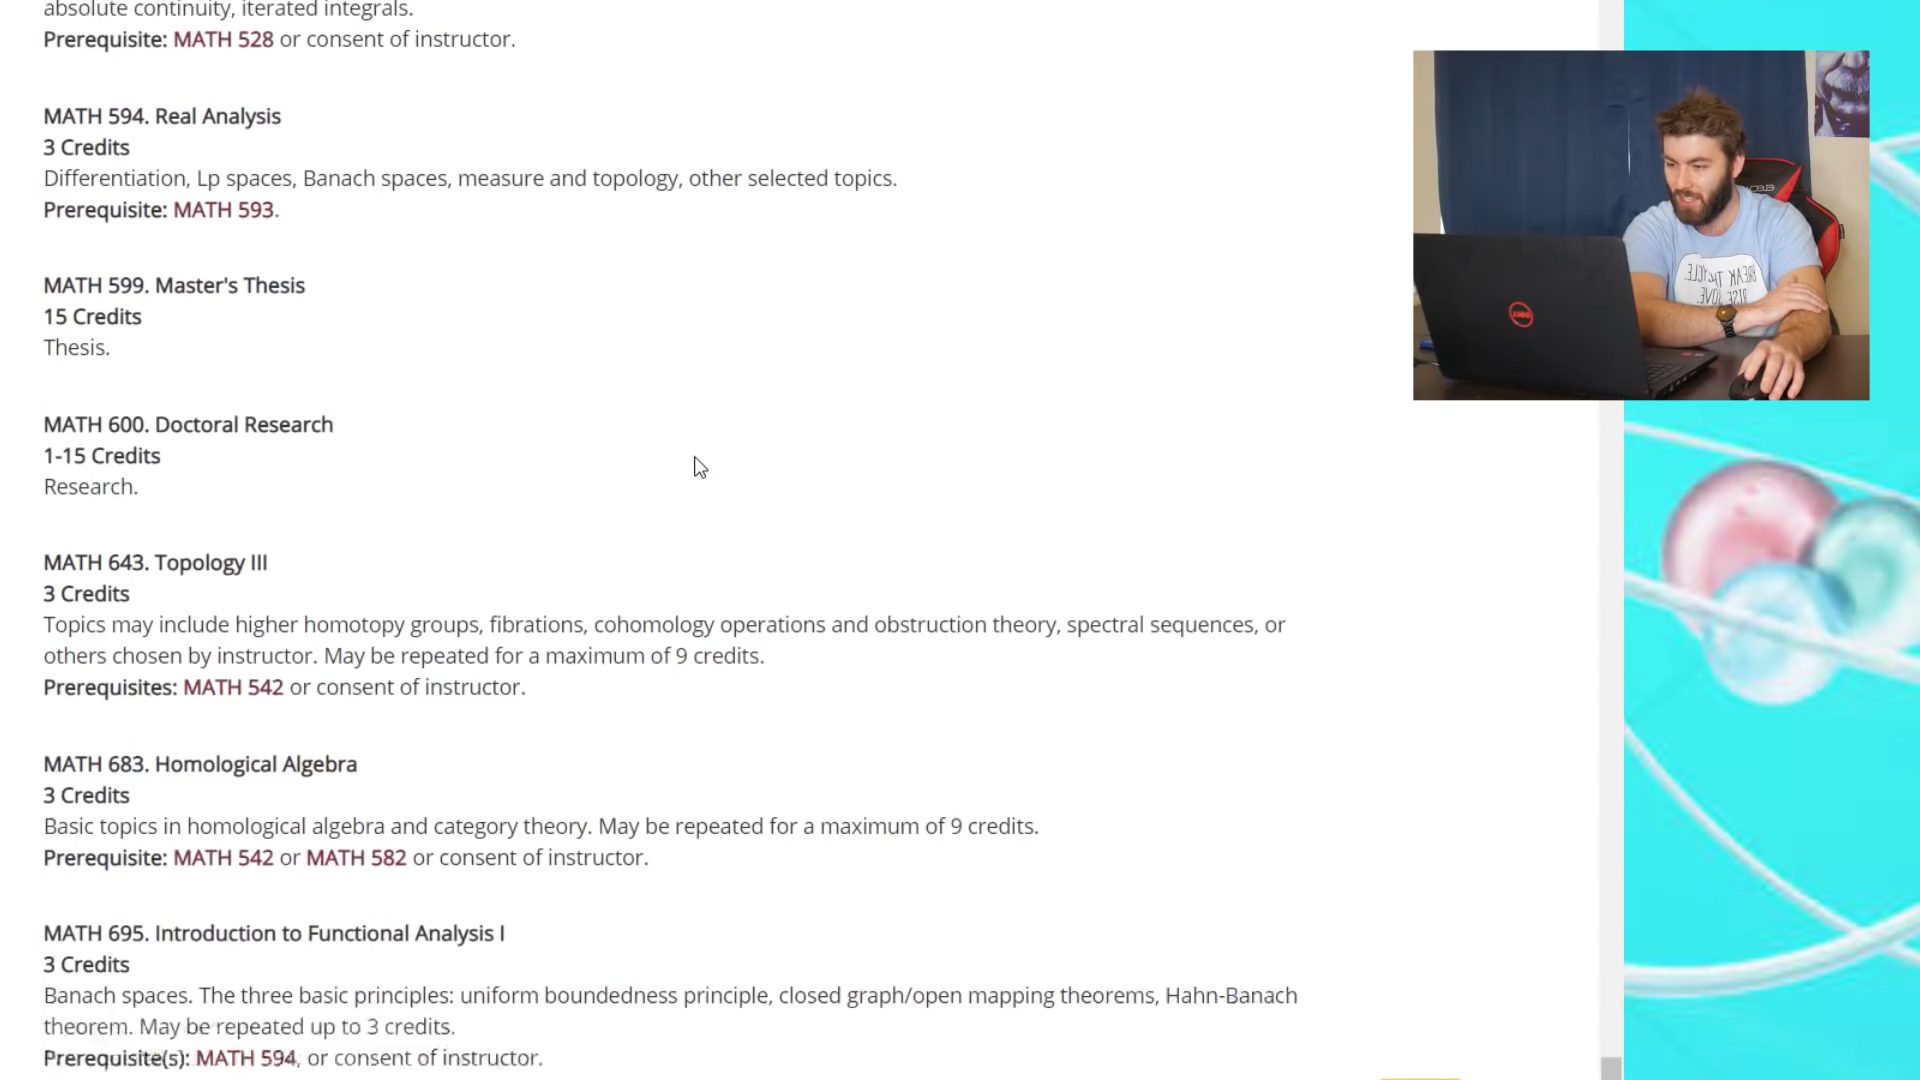 absolute continuity, iterated integrals.
Prerequisite: MATH 528 or consent of instructor.
MATH 594. Real Analysis
3 Credits
Differentiation, Lp spaces, Banach spaces, measure and topology, other selected topics.
Prerequisite: MATH 593.
MATH 599. Master's Thesis
15 Credits
Thesis.
MATH 600. Doctoral Research
1-15 Credits
Research.
MATH 643. Topology III
3 Credits
Topics may include higher homotopy groups, fibrations, cohomology operations and obstruction theory, spectral sequences, or
others chosen by instructor. May be repeated for a maximum of 9 credits.
Prerequisites: MATH 542 or consent of instructor.
MATH 683. Homological Algebra
3 Credits
Basic topics in homological algebra and category theory. May be repeated for a maximum of 9 credits.
Prerequisite: MATH 542 or MATH 582 or consent of instructor.
MATH 695. Introduction to Functional Analysis I
3 Credits
Banach spaces. The three basic principles: uniform boundedness principle, closed graph/open mapping theorems, Hahn-Banach
theorem. May be repeated up to 3 credits.
Prerequisite(s): MATH 594, or consent of instructor.